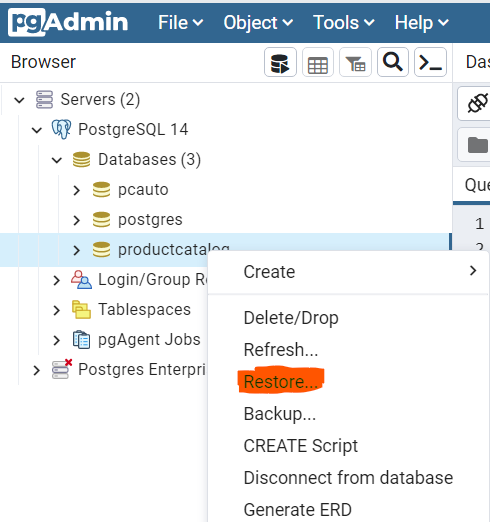 pgAdmin File Object Tools Help
Browser Das
Servers (2)
PostgreSQL 14
Databases (3)
pcauto
postgres
productcatalog
Login/Group R
Tablespaces
pgAgent Jobs
Postgres Enterpri
Que
1
2
Create
Delete/Drop
Refresh...
Restore...
Backup...
CREATE Script
Disconnect from database
Generate ERD